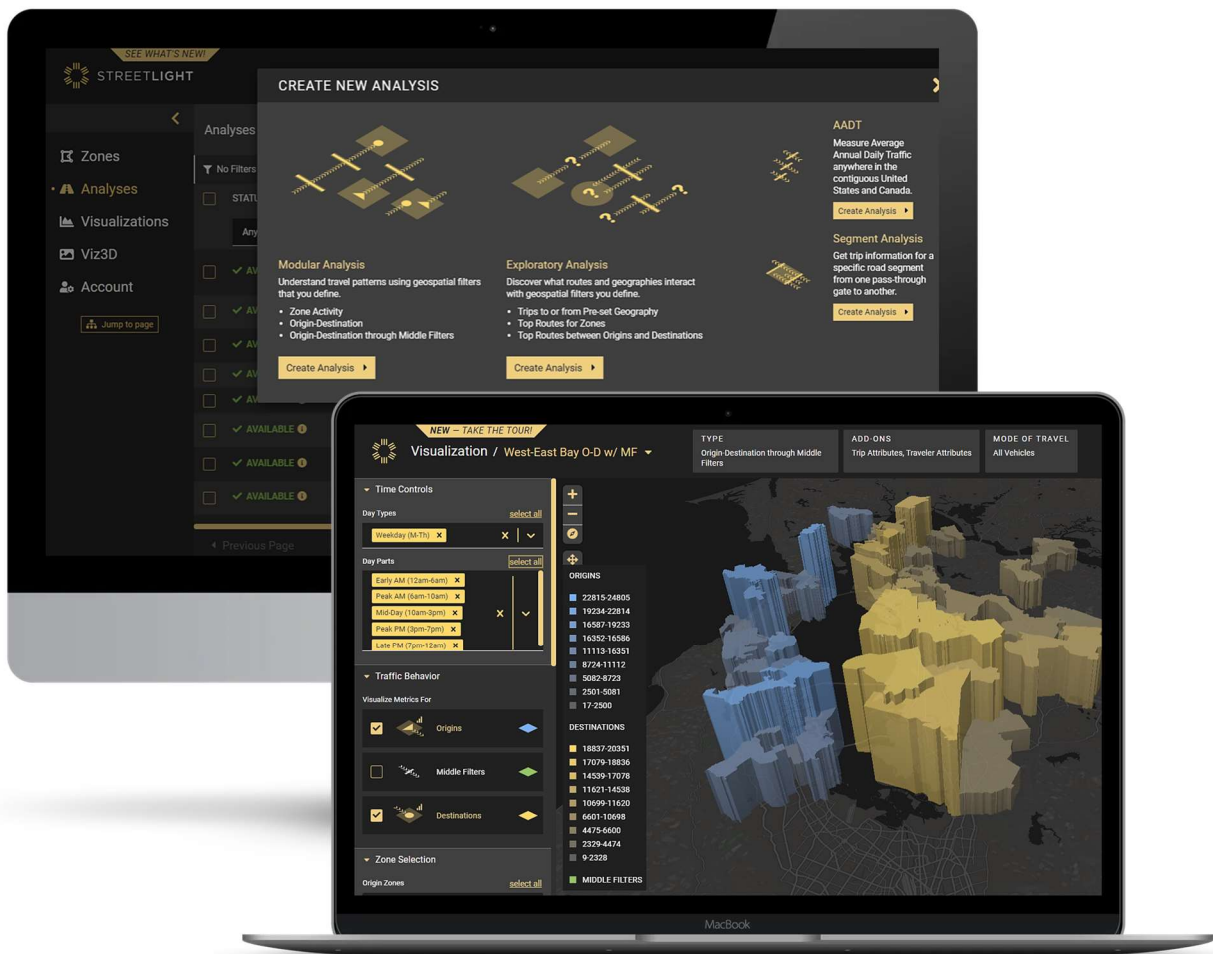 SEE WHAT'S NEW!
STREETLIGHT
Zones
Analyses
Visualizations
Viz3D
Account
Jump to page
Analyses
No Filters
STATU
Any
AV
AV
AV
AV
AV
AVAILABLE
AVAILABLE
AVAILABLE
Previous Page
CREATE NEW ANALYSIS
Modular Analysis
Understand travel patterns using geospatial filters
that you define.
• Zone Activity
• Origin-Destination
• Origin-Destination through Middle Filters
Create Analysis
Exploratory Analysis
Discover what routes and geographies interact
with geospatial filters you define.
• Trips to or from Pre-set Geography
• Top Routes for Zones
• Top Routes between Origins and Destinations
Create Analysis
AADT
Measure Average
Annual Daily Traffic
anywhere in the
contiguous United
States and Canada.
Create Analysis
Segment Analysis
Get trip information for a
specific road segment
from one pass-through
gate to another.
Create Analysis
NEW – TAKE THE TOUR!
Visualization / West-East Bay O-D w/ MF
TYPE
Origin-Destination through Middle
Filters
ADD-ONS
Trip Attributes, Traveler Attributes
MODE OF TRAVEL
All Vehicles
Time Controls
Day Types
select all
Weekday (M-Th)
Day Parts
select all
Early AM (12am-6am)
Peak AM (6am-10am)
Mid-Day (10am-3pm)
Peak PM (3pm-7pm)
Late PM (7pm-12am)
Traffic Behavior
Visualize Metrics For
Origins
Middle Filters
Destinations
Zone Selection
Origin Zones
select all
ORIGINS
22815-24805
19234-22814
16587-19233
16352-16586
11113-16351
8724-11112
5082-8723
2501-5081
17-2500
DESTINATIONS
18837-20351
17079-18836
14539-17078
11621-14538
10699-11620
6601-10698
4475-6600
2329-4474
9-2328
MIDDLE FILTERS
MacBook